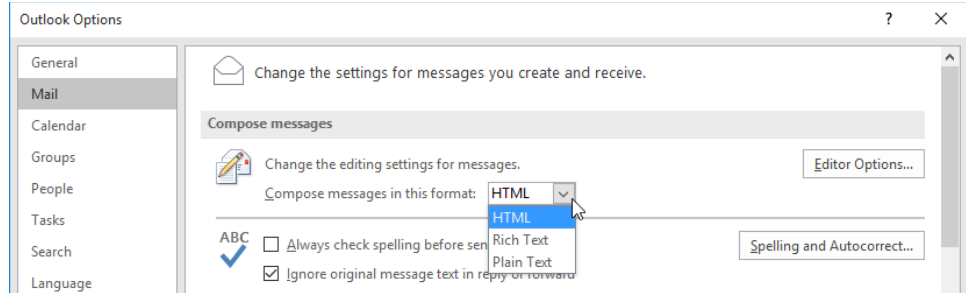 Outlook Options ?
General
Mail
Calendar
Groups
People
Tasks
Search
Language
Change the settings for messages you create and receive.
Compose messages
Change the editing settings for messages.
Editor Options...
Compose messages in this format: HTML
HTML
Rich Text
Plain Text
ABC
Always check spelling before sen
Spelling and Autocorrect...
Ignore original message text in reply or forward